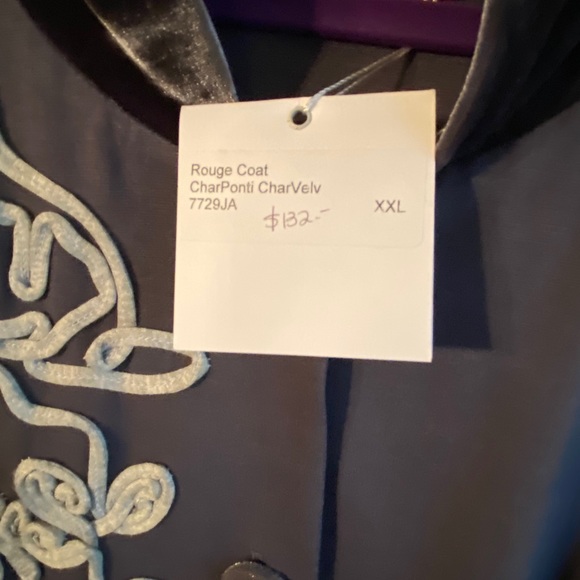 Rouge Coat
CharPonti CharVelv
7729JA XXL
$132.-